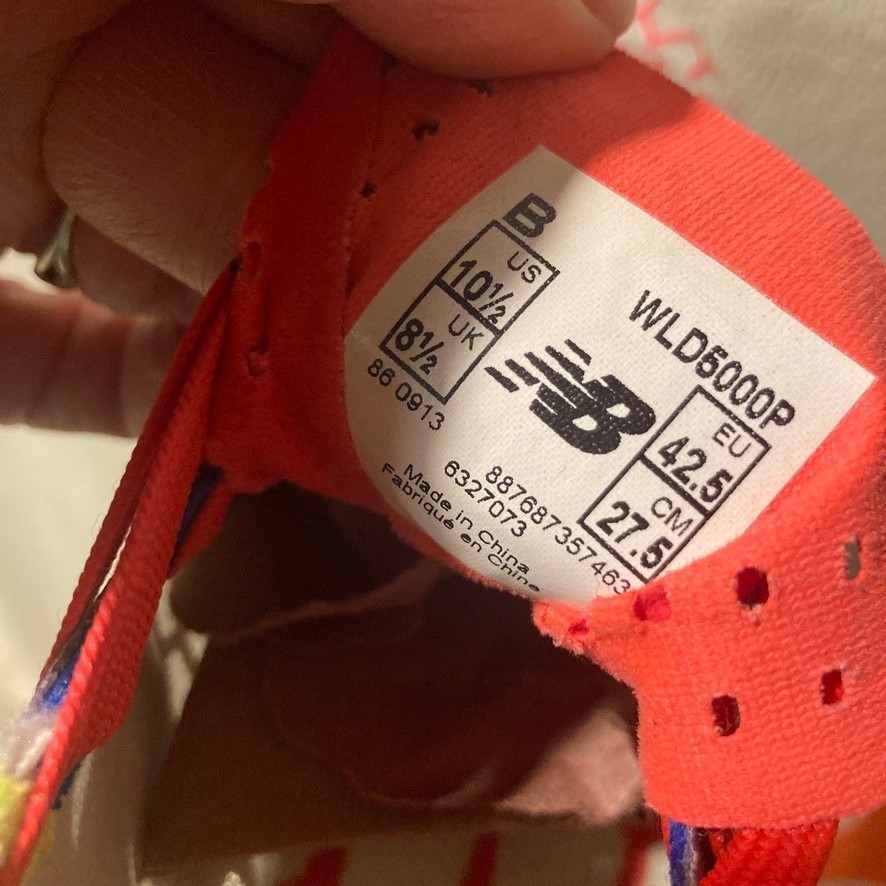 B
US
10½
UK
8½
86 0913
WLD5000P
NB
EU
42.5
CM
27.5
887687357463
6327073
Made in China
Fabriqué en Chine